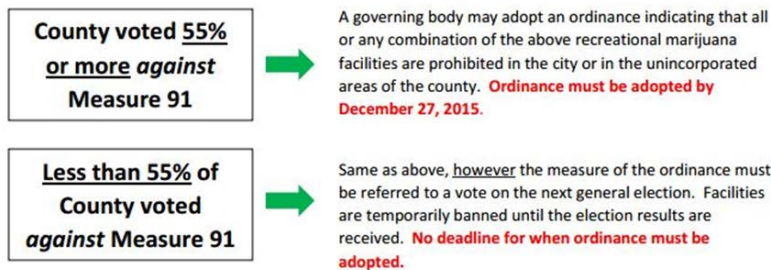 County voted 55%
or more against
Measure 91
A governing body may adopt an ordinance indicating that all
or any combination of the above recreational marijuana
facilities are prohibited in the city or in the unincorporated
areas of the county. Ordinance must be adopted by
December 27, 2015.
Less than 55% of
County voted
against Measure 91
Same as above, however the measure of the ordinance must
be referred to a vote on the next general election. Facilities
are temporarily banned until the election results are
received. No deadline for when ordinance must be
adopted.